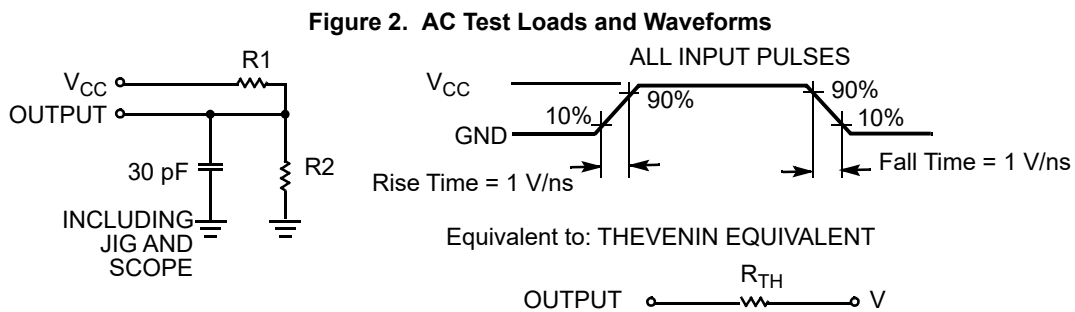 Figure 2. AC Test Loads and Waveforms
R1
VCC
OUTPUT
30 pF
R2
INCLUDING
JIG AND
SCOPE
ALL INPUT PULSES
VCC
GND
10%
90%
90%
10%
Rise Time = 1 V/ns
Fall Time = 1 V/ns
Equivalent to: THEVENIN EQUIVALENT
RTH
OUTPUT
V